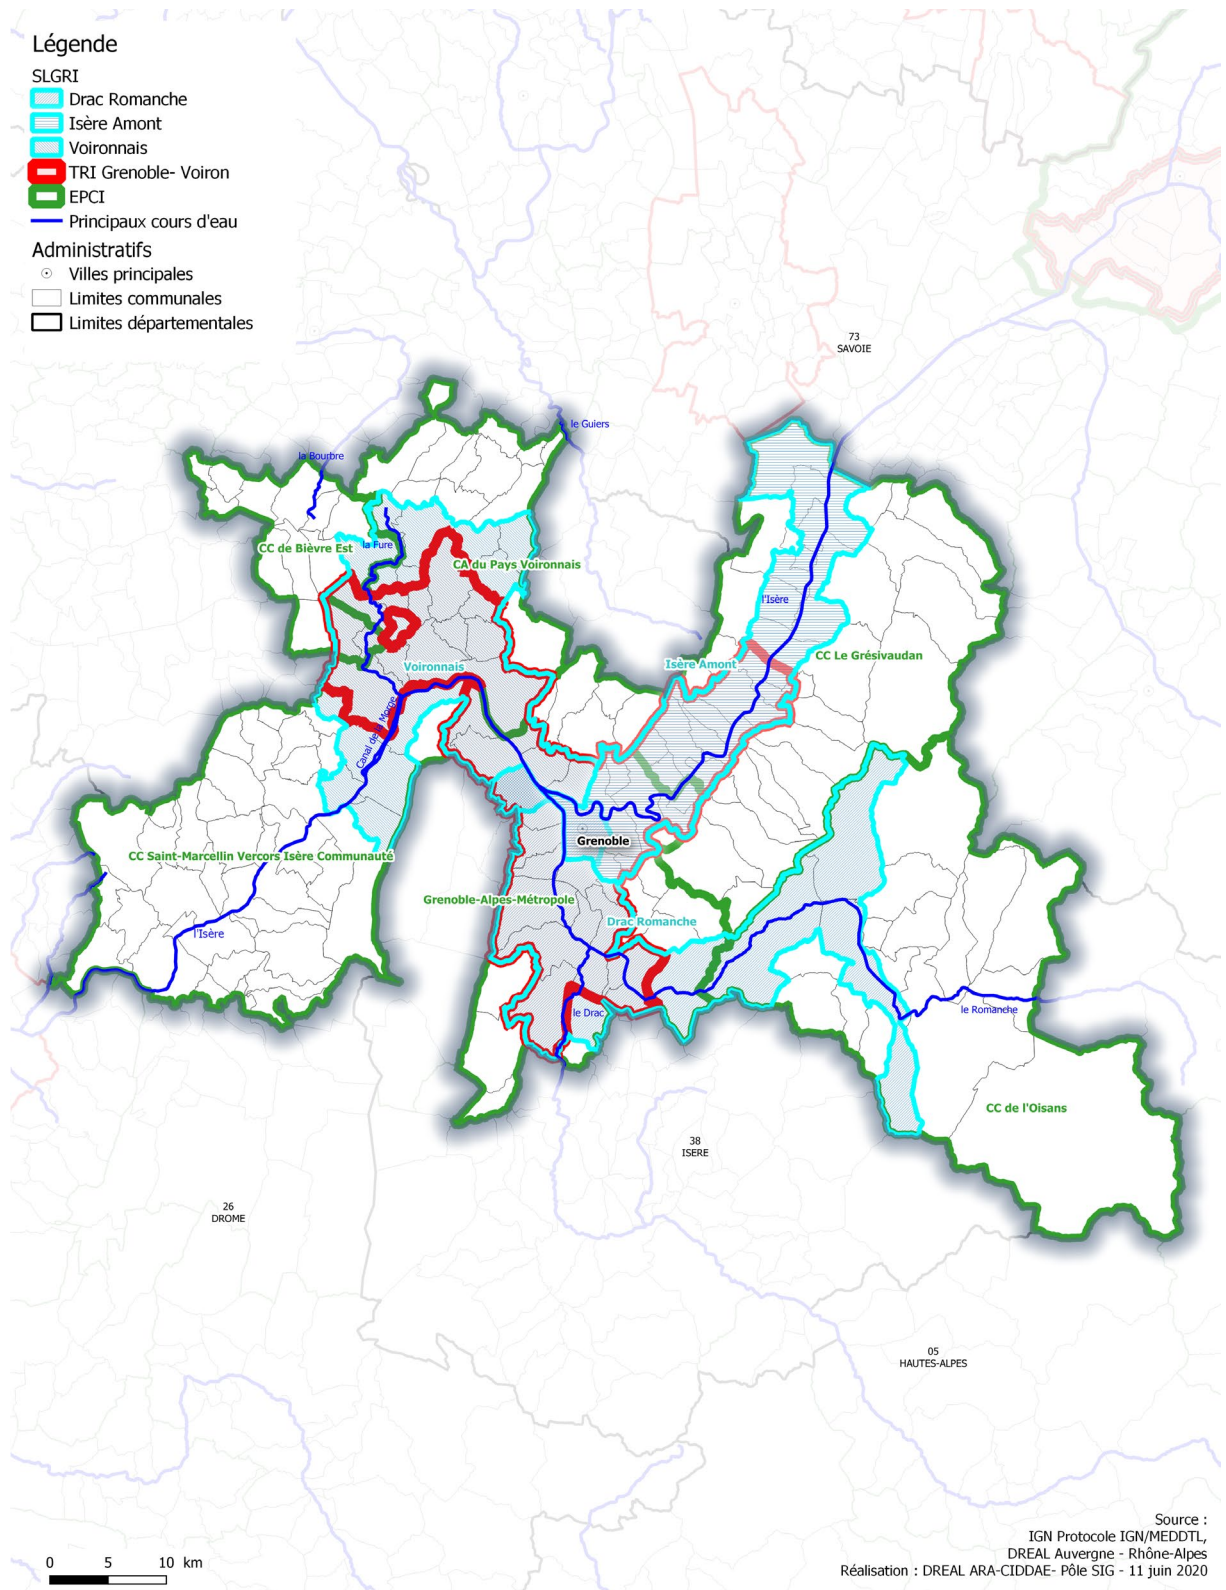 Légende
SLGRI
Drac Romanche
Isère Amont
Voironnais
TRI Grenoble- Voiron
EPCI
Principaux cours d'eau
Administratifs
Villes principales
Limites communales
Limites départementales
73
SAVOIE
le Guiers
la Bourbre
la Fure
CC de Bièvre Est
CA du Pays Voironnais
l'Isère
Voironnais
Isère Amont
CC Le Grésivaudan
Canal de la Morge
Grenoble
CC Saint-Marcellin Vercors Isère Communauté
Grenoble-Alpes-Métropole
Drac Romanche
l'Isère
le Drac
le Romanche
CC de l'Oisans
38
ISERE
26
DROME
05
HAUTES-ALPES
Source :
IGN Protocole IGN/MEDDTL,
DREAL Auvergne - Rhône-Alpes
Réalisation : DREAL ARA-CIDDAE- Pôle SIG - 11 juin 2020
0 5 10 km